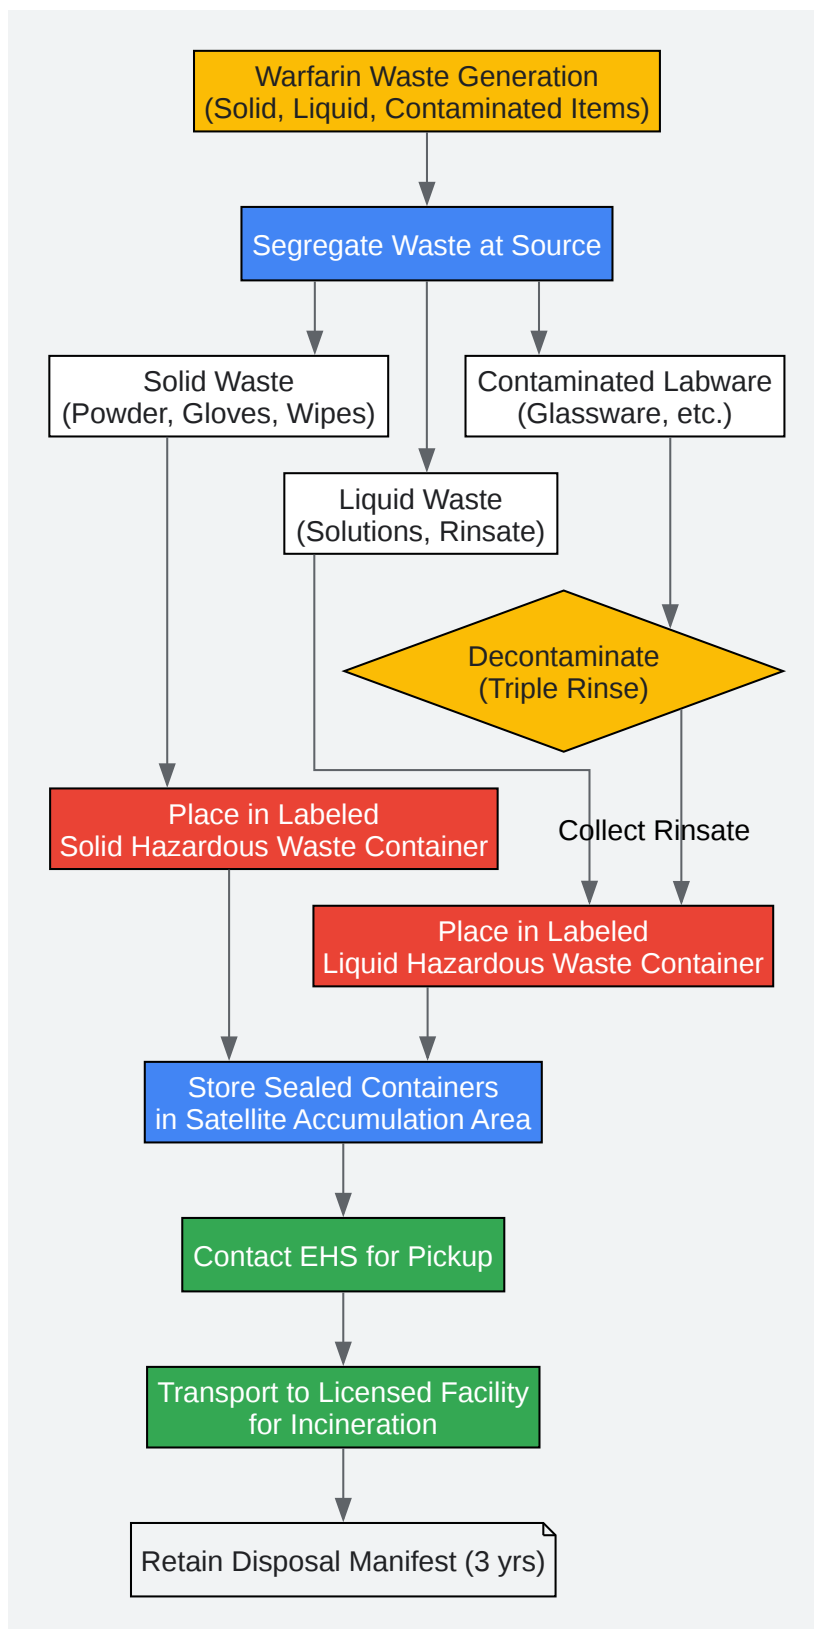 Warfarin Waste Generation
(Solid, Liquid, Contaminated Items)
Segregate Waste at Source
Solid Waste
(Powder, Gloves, Wipes)
Contaminated Labware
(Glassware, etc.)
Liquid Waste
(Solutions, Rinsate)
Decontaminate
(Triple Rinse)
Place in Labeled
Solid Hazardous Waste Container
Collect Rinsate
Place in Labeled
Liquid Hazardous Waste Container
Store Sealed Containers
in Satellite Accumulation Area
Contact EHS for Pickup
Transport to Licensed Facility
for Incineration
Retain Disposal Manifest (3 yrs)